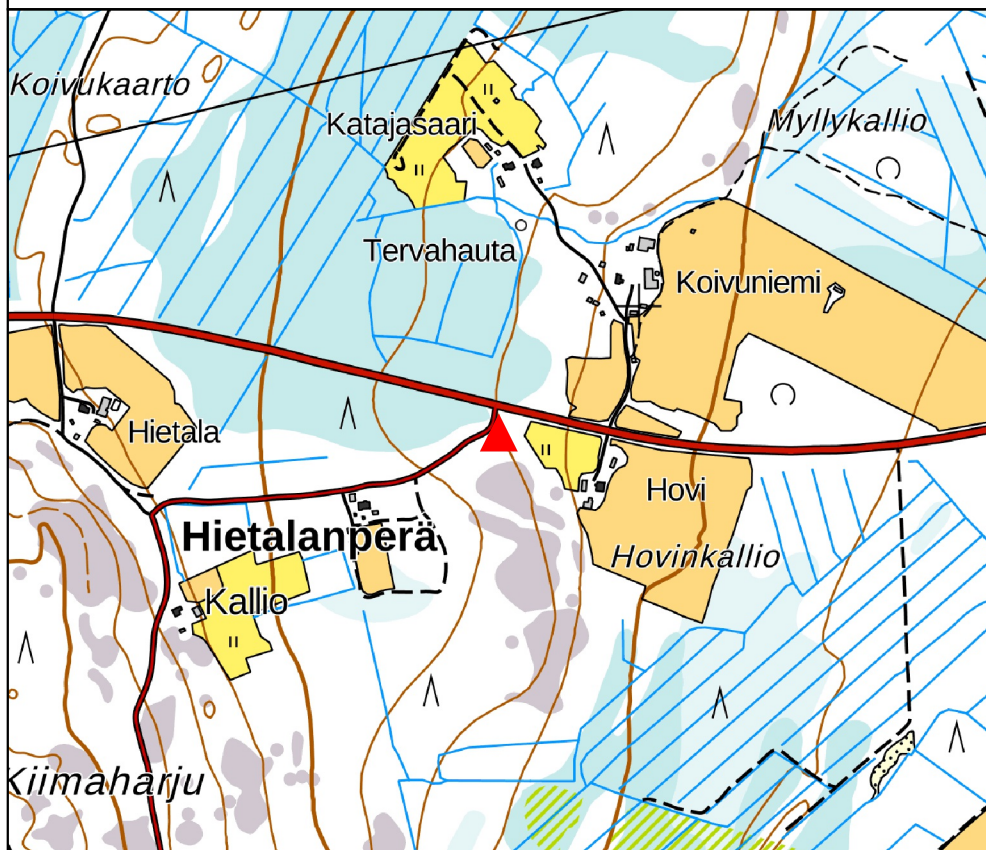 Koivukaarto
Katajasaari
Myllykallio
Tervahauta
Koivuniemi
Hietala
Hovi
Hietalanperä
Hovinkallio
Kallio
Kiimaharju